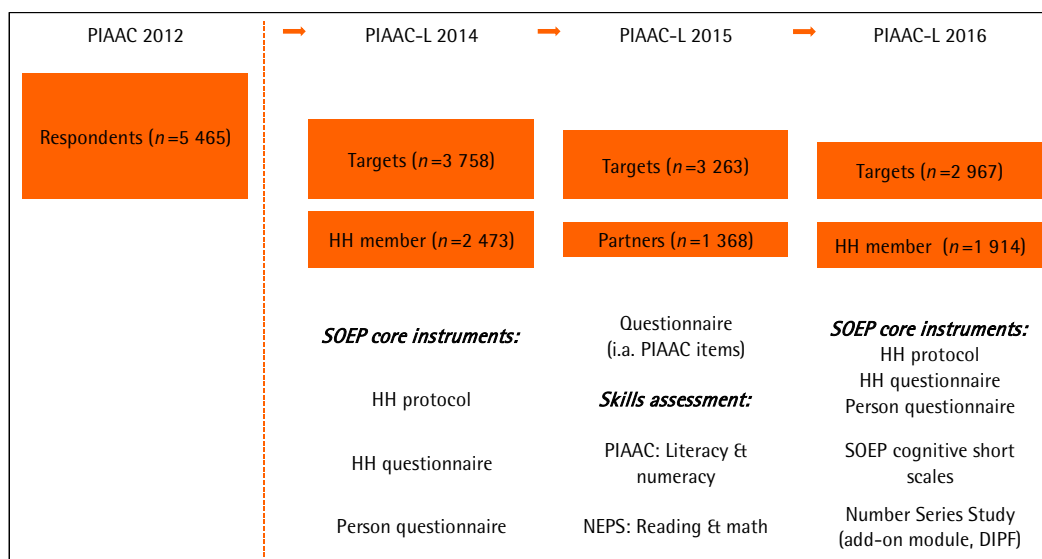 PIAAC 2012
Respondents (n=5 465)
PIAAC-L 2014
Targets (n=3 758)
HH member (n=2 473)
SOEP core instruments:
HH protocol
HH questionnaire
Person questionnaire
PIAAC-L 2015
Targets (n=3 263)
Partners (n=1 368)
Questionnaire
(i.a. PIAAC items)
Skills assessment:
PIAAC: Literacy &
numeracy
NEPS: Reading & math
PIAAC-L 2016
Targets (n=2 967)
HH member (n=1 914)
SOEP core instruments:
HH protocol
HH questionnaire
Person questionnaire
SOEP cognitive short
scales
Number Series Study
(add-on module, DIPF)